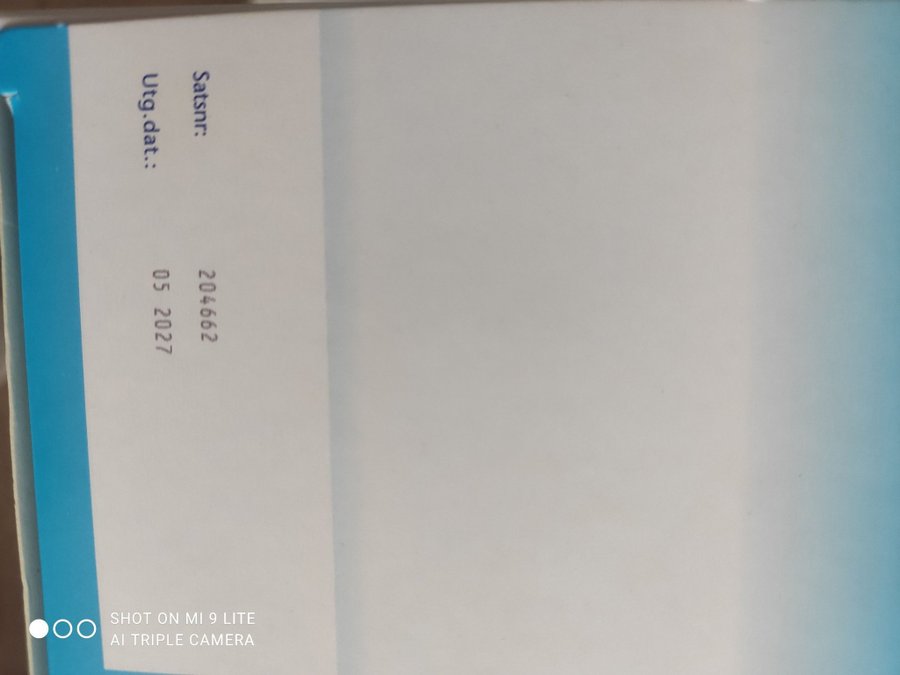 Satsnr: 204662
Utg.dat.: 05 2027
SHOT ON MI 9 LITE
AI TRIPLE CAMERA